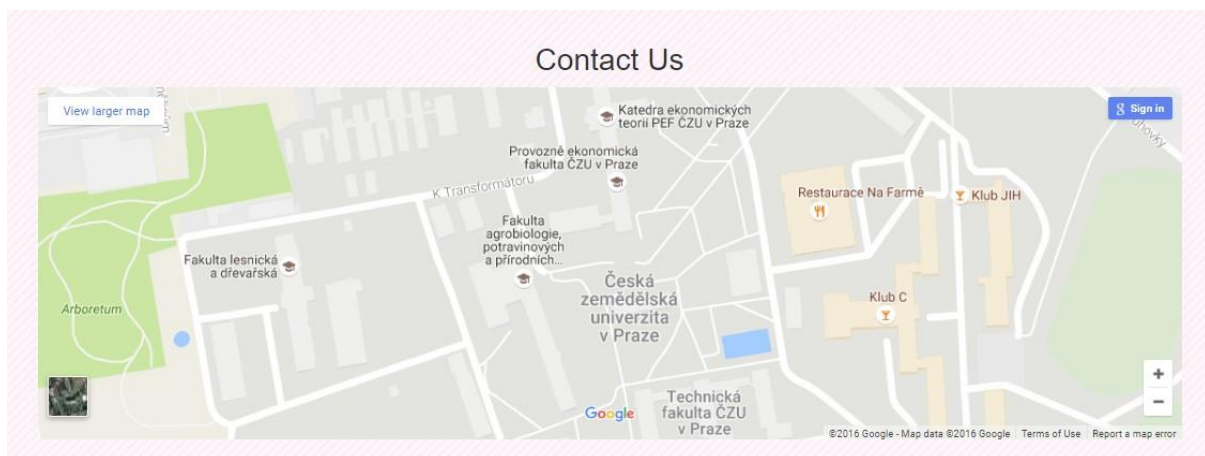 Contact Us
View larger map
Sign in
Katedra ekonomických
teorií PEF ČZU v Praze
Provozně ekonomická
fakulta ČZU v Praze
K Transformátoru
Restaurace Na Farmě
Klub JIH
Fakulta
agrobiologie,
potravinových
a přírodních...
Fakulta lesnická
a dřevařská
Česká
zemědělská
univerzita
v Praze
Klub C
Arboretum
Technická
fakulta ČZU
v Praze
Google
©2016 Google - Map data ©2016 Google
Terms of Use
Report a map error